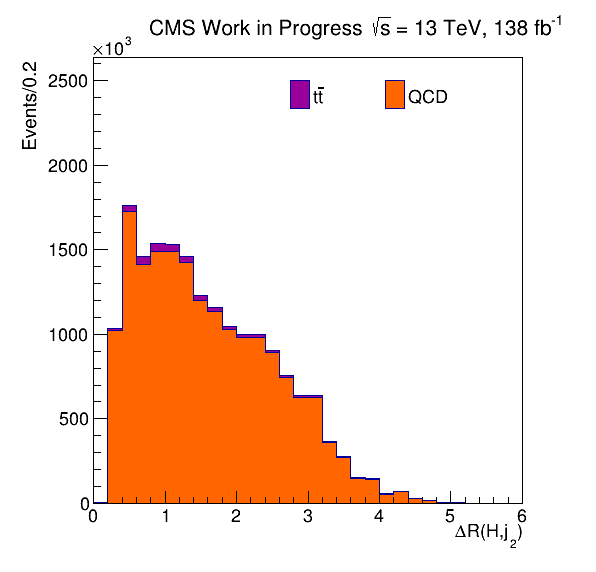 CMS Work in Progress √s = 13 TeV, 138 fb⁻¹
×10³
Events/0.2
tt̄
QCD
2500
2000
1500
1000
500
0
0 1 2 3 4 5 6
ΔR(H,j₂)